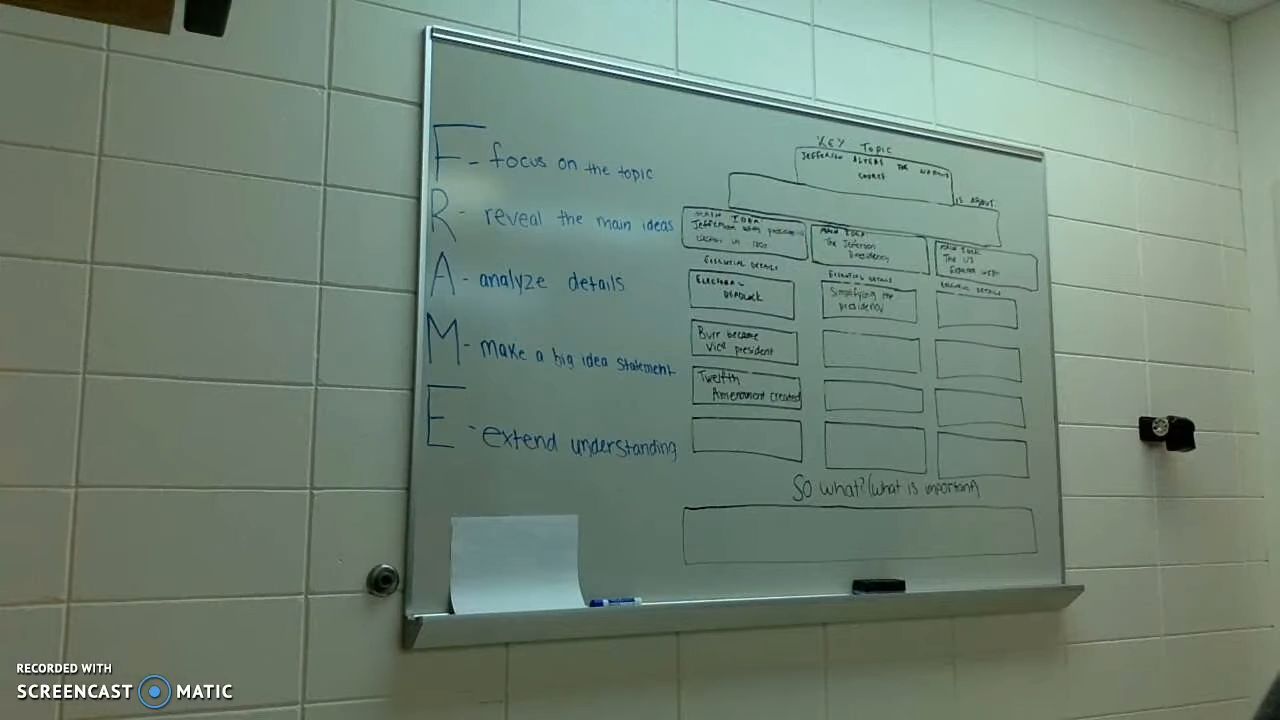 F - focus on the topic
R - reveal the main ideas
A - analyze details
M - make a big idea statement
E - extend understanding
KEY TOPIC
JEFFERSON ALTERS THE NATION'S
COURSE
IS ABOUT
MAIN IDEA
Jefferson wins presidential
election in 1800
MAIN IDEA
The Jefferson
Presidency
MAIN IDEA
The US
Expands West
ESSENTIAL DETAILS
ESSENTIAL DETAILS
ESSENTIAL DETAILS
ELECTORAL
DEADLOCK
Simplifying the
presidency
Burr became
Vice president
Twelfth
Amendment created
So what? (What is important)
RECORDED WITH
SCREENCAST MATIC